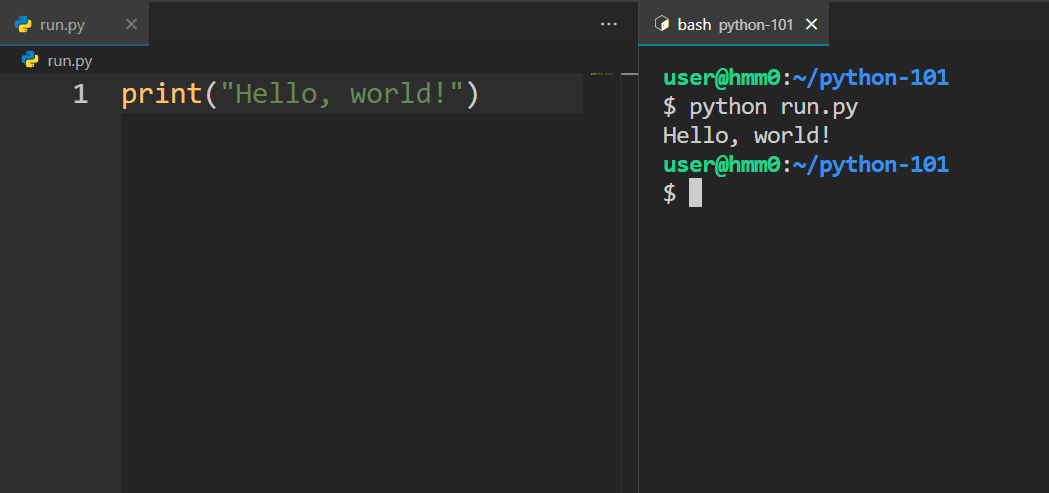 run.py
run.py
1 print("Hello, world!")
bash python-101
user@hmm0:~/python-101
$ python run.py
Hello, world!
user@hmm0:~/python-101
$